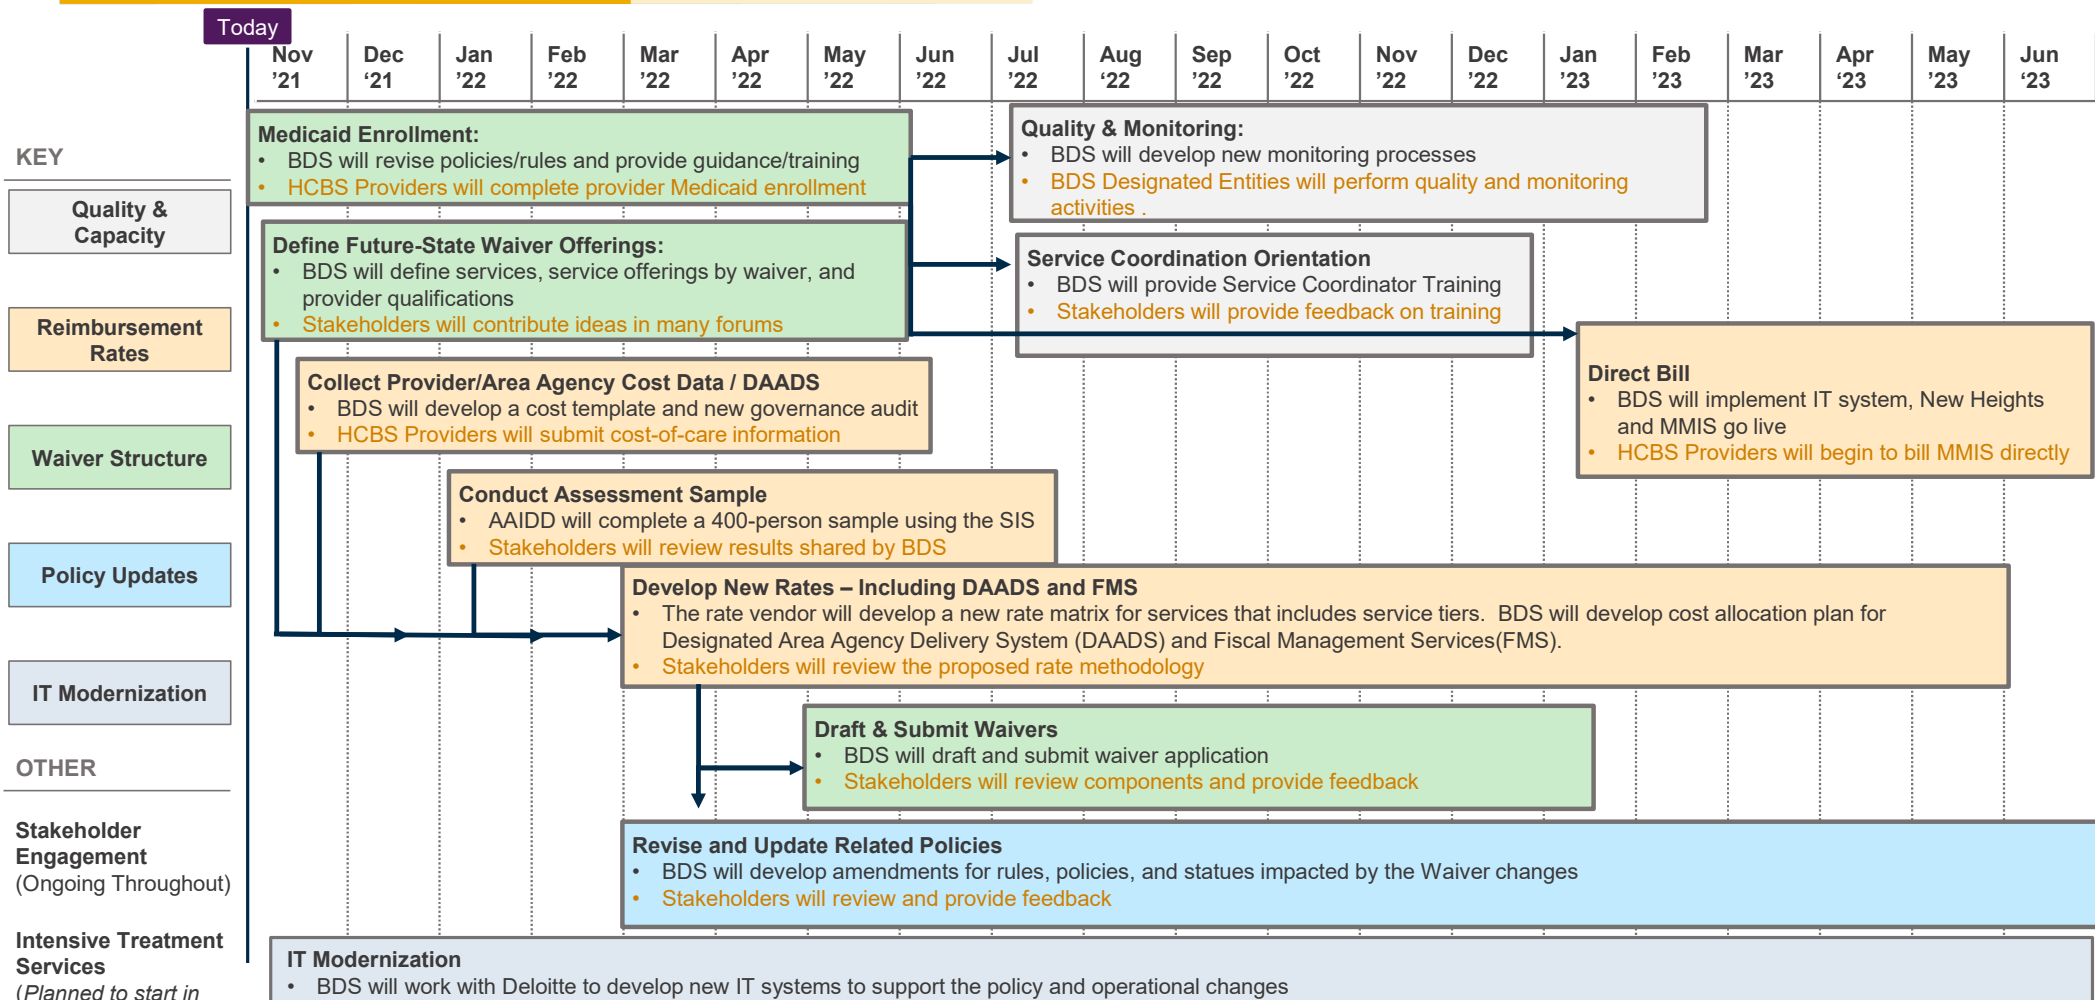 Today
Nov Dec Jan Feb Mar Apr May Jun Jul Aug Sep Oct Nov Dec Jan Feb Mar Apr May Jun
’21 ‘21 ’22 ’22 ’22 ’22 ’22 ’22 ’22 ‘22 ’22 ’22 ’22 ’22 ’23 ’23 ’23 ‘23 ’23 ‘23
KEY
Quality &
Capacity
Reimbursement
Rates
Waiver Structure
Policy Updates
IT Modernization
OTHER
Stakeholder
Engagement
(Ongoing Throughout)
Intensive Treatment
Services
(Planned to start in
Medicaid Enrollment:
• BDS will revise policies/rules and provide guidance/training
• HCBS Providers will complete provider Medicaid enrollment
Quality & Monitoring:
• BDS will develop new monitoring processes
• BDS Designated Entities will perform quality and monitoring
activities .
Define Future-State Waiver Offerings:
• BDS will define services, service offerings by waiver, and
provider qualifications
• Stakeholders will contribute ideas in many forums
Service Coordination Orientation
• BDS will provide Service Coordinator Training
• Stakeholders will provide feedback on training
Direct Bill
• BDS will implement IT system, New Heights
and MMIS go live
• HCBS Providers will begin to bill MMIS directly
Collect Provider/Area Agency Cost Data / DAADS
• BDS will develop a cost template and new governance audit
• HCBS Providers will submit cost-of-care information
Conduct Assessment Sample
• AAIDD will complete a 400-person sample using the SIS
• Stakeholders will review results shared by BDS
Develop New Rates – Including DAADS and FMS
• The rate vendor will develop a new rate matrix for services that includes service tiers. BDS will develop cost allocation plan for
Designated Area Agency Delivery System (DAADS) and Fiscal Management Services(FMS).
• Stakeholders will review the proposed rate methodology
Draft & Submit Waivers
• BDS will draft and submit waiver application
• Stakeholders will review components and provide feedback
Revise and Update Related Policies
• BDS will develop amendments for rules, policies, and statues impacted by the Waiver changes
• Stakeholders will review and provide feedback
IT Modernization
• BDS will work with Deloitte to develop new IT systems to support the policy and operational changes